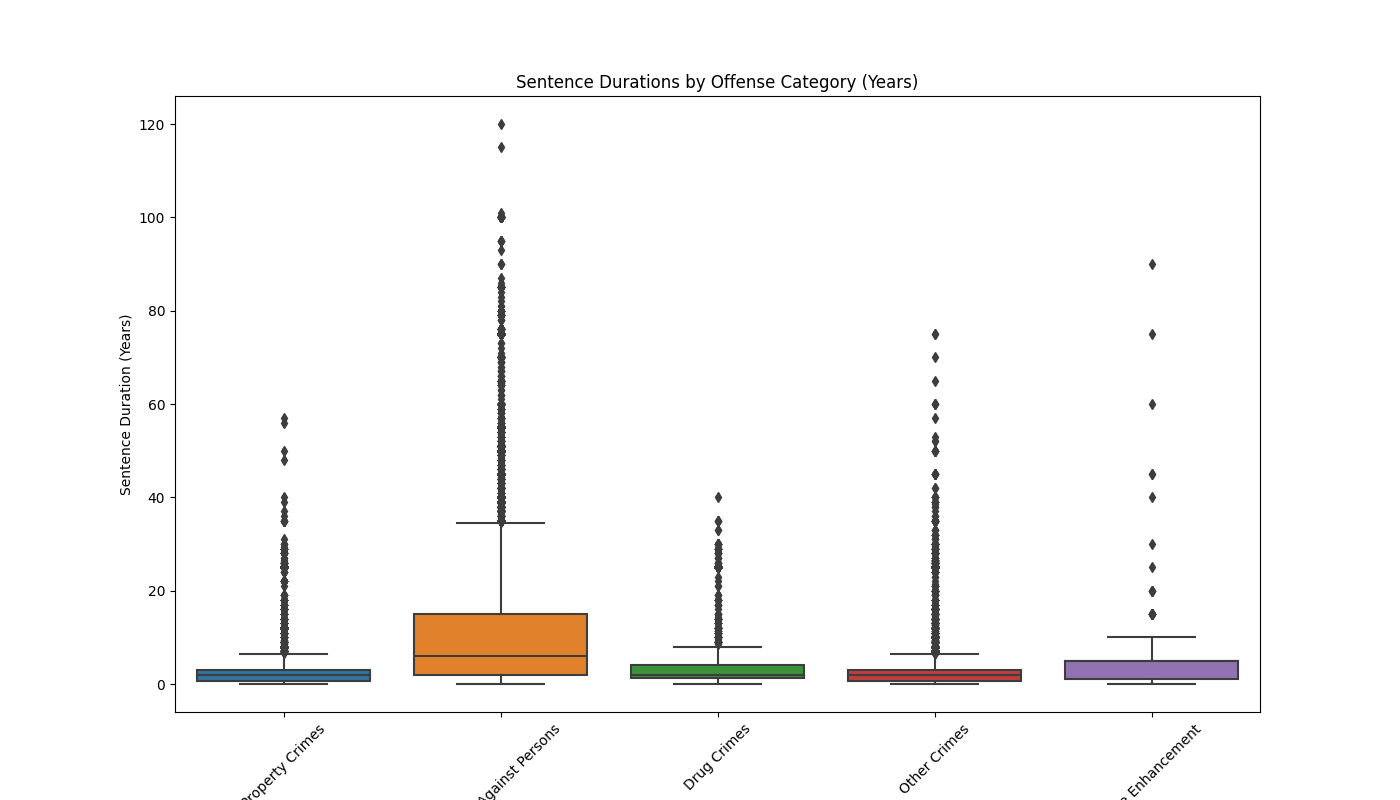 Sentence Durations by Offense Category (Years)
Sentence Duration (Years)
120
100
80
60
40
20
0
Property Crimes
Against Persons
Drug Crimes
Other Crimes
Enhancement